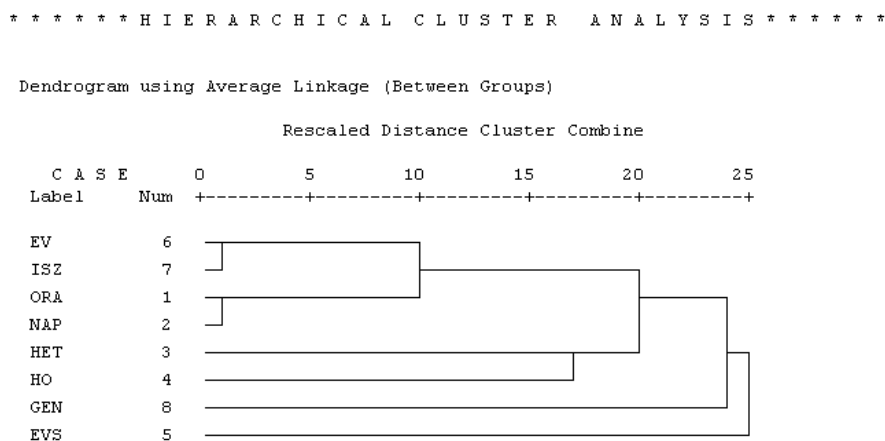 * * * * * * H I E R A R C H I C A L   C L U S T E R   A N A L Y S I S * * * * * *
Dendrogram using Average Linkage (Between Groups)
Rescaled Distance Cluster Combine
C A S E 0 5 10 15 20 25
Label Num +---------+---------+---------+---------+---------+
EV 6
ISZ 7
ORA 1
NAP 2
HET 3
HO 4
GEN 8
EVS 5